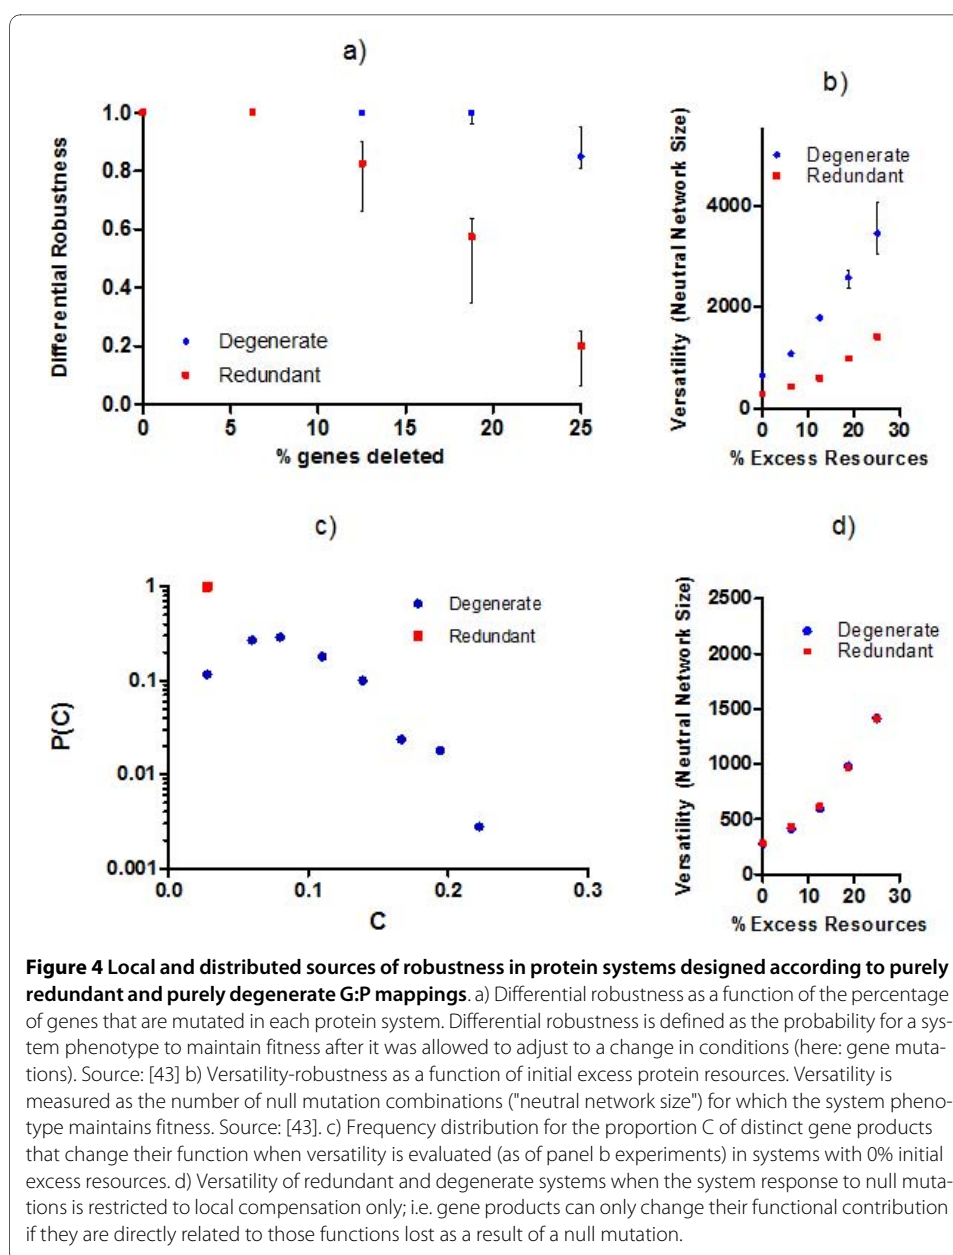 a)
Differential Robustness
1.0
0.8
0.6
0.4
0.2
0.0
0
5
10
15
20
25
% genes deleted
Degenerate
Redundant
b)
Versatility (Neutral Network Size)
4000
2000
0
0
10
20
30
% Excess Resources
Degenerate
Redundant
c)
P(C)
1
0.1
0.01
0.001
0.0
0.1
0.2
0.3
C
Degenerate
Redundant
d)
Versatility (Neutral Network Size)
2500
2000
1500
1000
500
0
0
10
20
30
% Excess Resources
Degenerate
Redundant
Figure 4 Local and distributed sources of robustness in protein systems designed according to purely
redundant and purely degenerate G:P mappings. a) Differential robustness as a function of the percentage
of genes that are mutated in each protein system. Differential robustness is defined as the probability for a sys-
tem phenotype to maintain fitness after it was allowed to adjust to a change in conditions (here: gene muta-
tions). Source: [43] b) Versatility-robustness as a function of initial excess protein resources. Versatility is
measured as the number of null mutation combinations ("neutral network size") for which the system pheno-
type maintains fitness. Source: [43]. c) Frequency distribution for the proportion C of distinct gene products
that change their function when versatility is evaluated (as of panel b experiments) in systems with 0% initial
excess resources. d) Versatility of redundant and degenerate systems when the system response to null muta-
tions is restricted to local compensation only; i.e. gene products can only change their functional contribution
if they are directly related to those functions lost as a result of a null mutation.